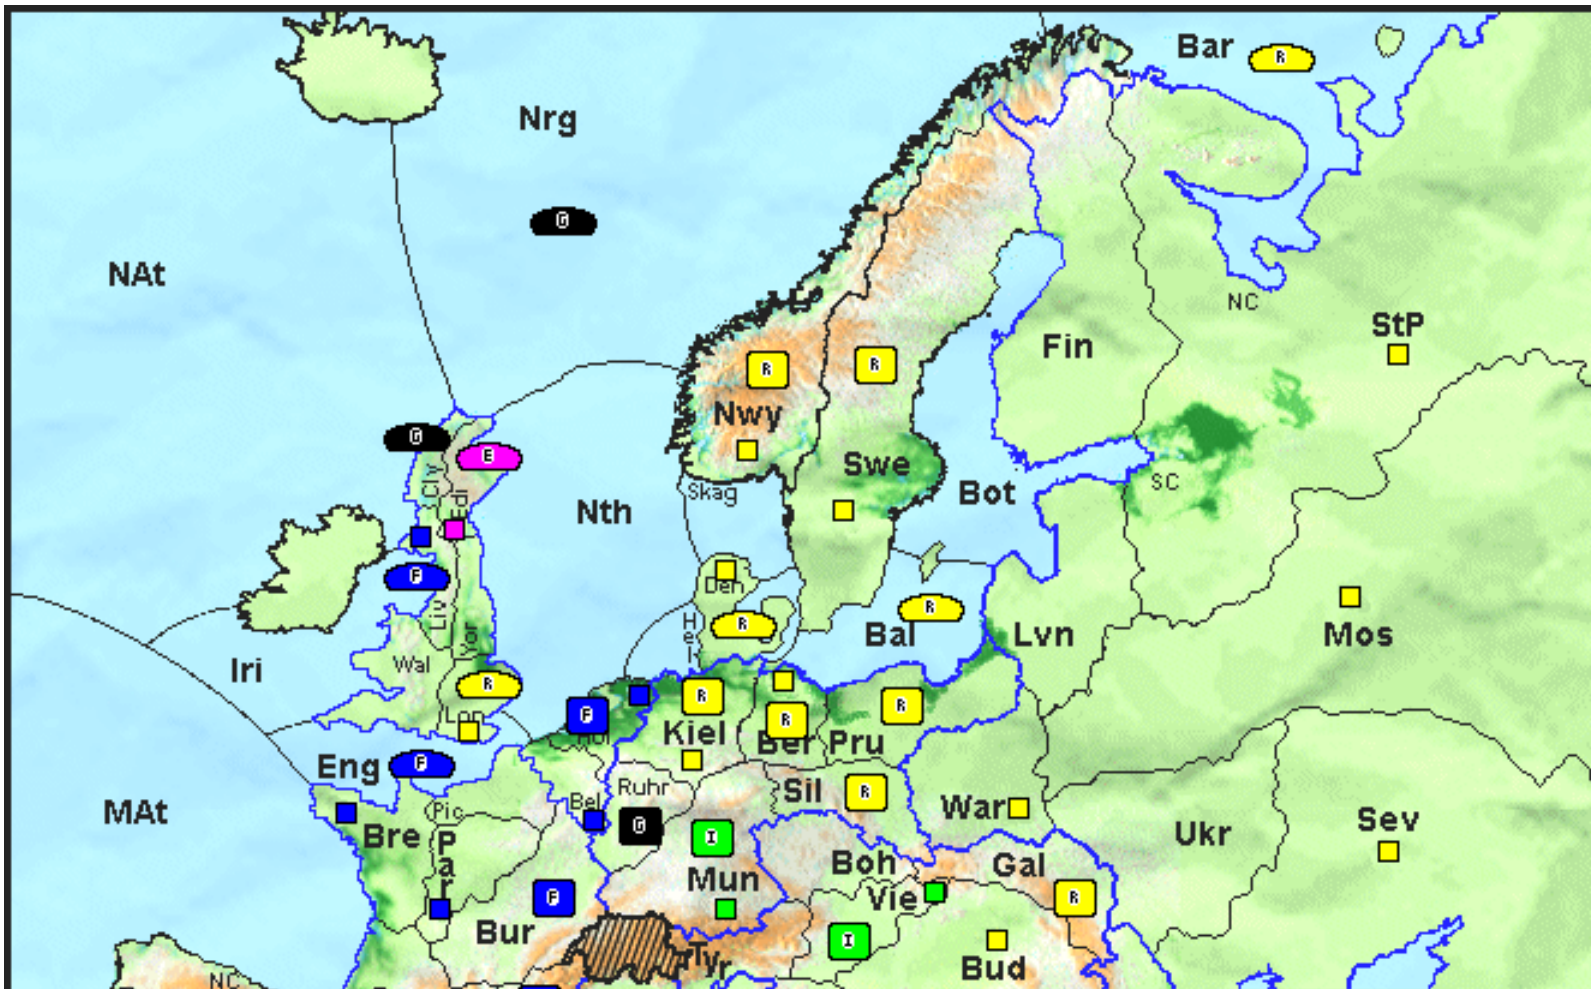 Bar
R
Nrg
G
NAt
NC
StP
Fin
R
R
Nwy
G
E
Cly
Edi
Swe
SC
Skag
Bot
Nth
F
Den
R
Hel
R
Bal
Lvn
Mos
Liv
Yor
Iri
Wal
R
Lon
F
Hol
R
Kiel
R
Ber
Pru
R
Eng
F
Ruhr
Sil
R
Bel
MAt
Pic
War
Bre
Par
G
I
Ukr
Sev
Boh
Gal
Mun
Vie
R
F
Bur
I
Tyr
Bud
NC